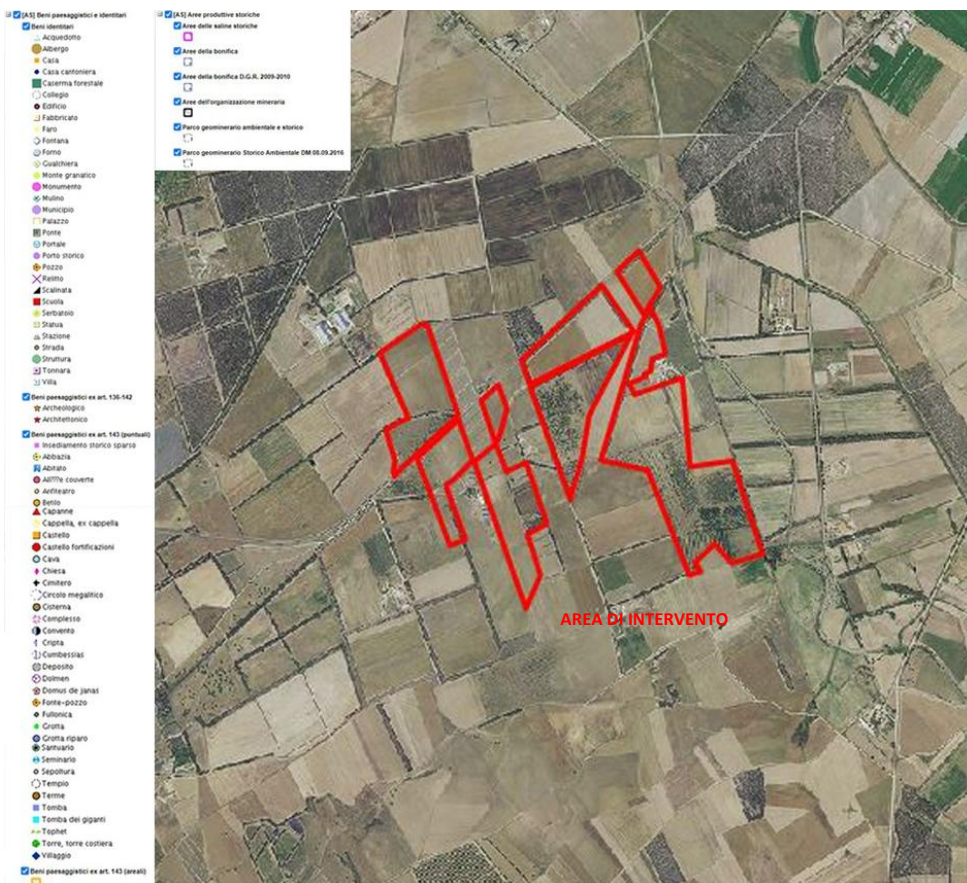 [AS] Beni paesaggistici e identitari
Beni identitari
Acquedotto
Albergo
Casa
Casa cantoniera
Caserma forestale
Collegio
Edificio
Fabbricato
Faro
Fontana
Forno
Gualchiera
Monte granatico
Monumento
Mulino
Municipio
Palazzo
Ponte
Portale
Porto storico
Pozzo
Relitto
Scalinata
Scuola
Serbatoio
Statua
Stazione
Strada
Struttura
Tonnara
Villa
Beni paesaggistici ex art. 136-142
Archeologico
Architettonico
Beni paesaggistici ex art. 143 (puntuali)
Insediamento storico sparso
Abbazia
Abitato
All???e couverte
Anfiteatro
Betilo
Capanne
Cappella, ex cappella
Castello
Castello fortificazioni
Cava
Chiesa
Cimitero
Circolo megalitico
Cisterna
Complesso
Convento
Cripta
Cumbessias
Deposito
Dolmen
Domus de janas
Fonte-pozzo
Fullonica
Grotta
Grotta riparo
Santuario
Seminario
Sepoltura
Tempio
Terme
Tomba
Tomba dei giganti
Tophet
Torre, torre costiera
Villaggio
Beni paesaggistici ex art. 143 (areali)
[AS] Aree produttive storiche
Aree delle saline storiche
Aree della bonifica
Aree della bonifica D.G.R. 2009-2010
Aree dell'organizzazione mineraria
Parco geominerario ambientale e storico
Parco geominerario Storico Ambientale DM 08.09.2016
AREA DI INTERVENTO